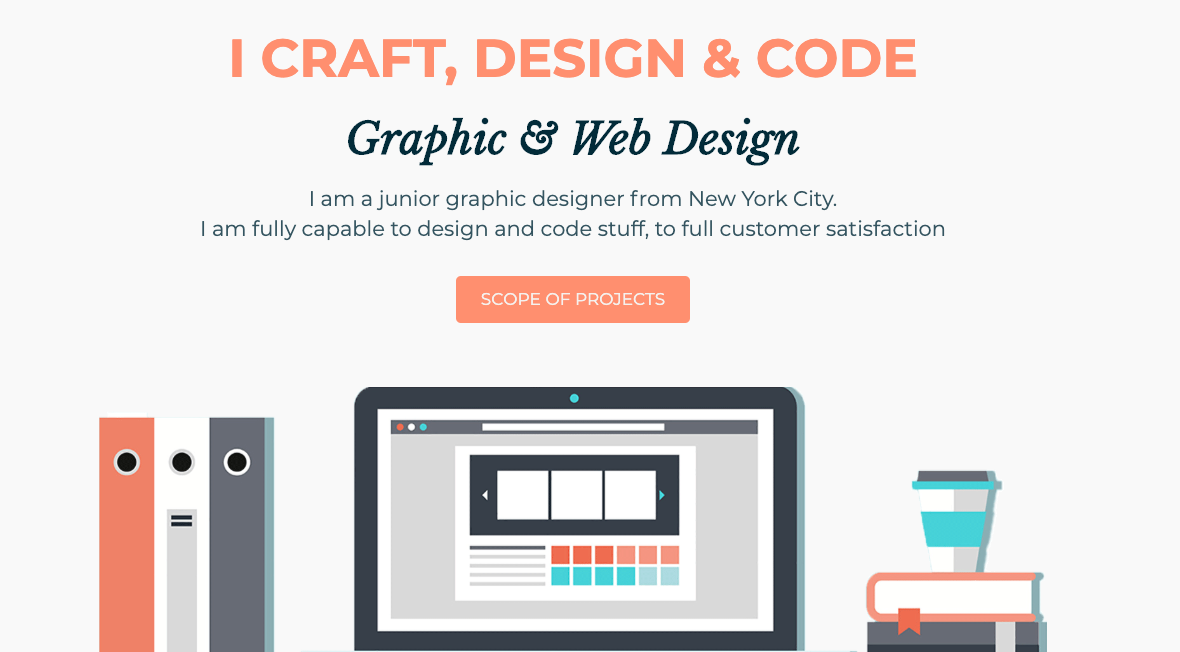 I CRAFT, DESIGN & CODE
Graphic & Web Design
I am a junior graphic designer from New York City.
I am fully capable to design and code stuff, to full customer satisfaction
SCOPE OF PROJECTS